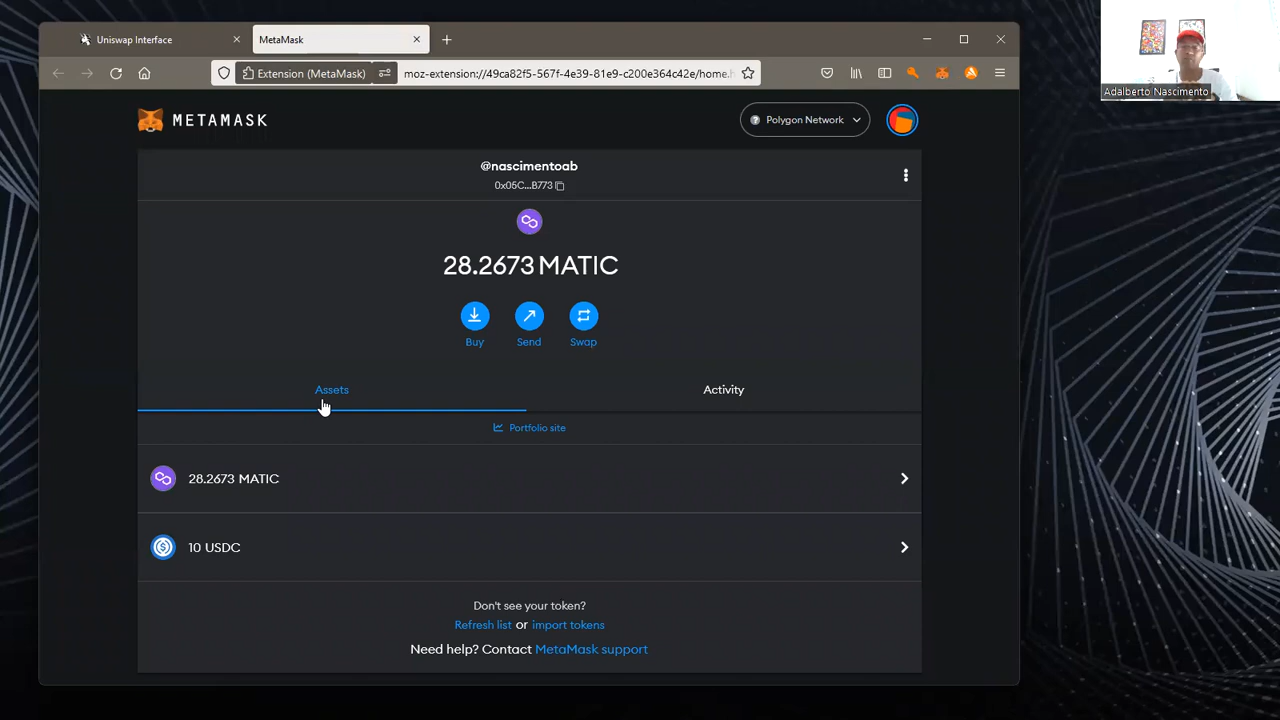 Uniswap Interface
MetaMask
Extension (MetaMask)
moz-extension://49ca82f5-567f-4e39-81e9-c200e364c42e/home.h
Adalberto Nascimento
METAMASK
Polygon Network
@nascimentoab
0x05C...B773
28.2673 MATIC
Buy
Send
Swap
Assets
Activity
Portfolio site
28.2673 MATIC
10 USDC
Don't see your token?
Refresh list or import tokens
Need help? Contact MetaMask support